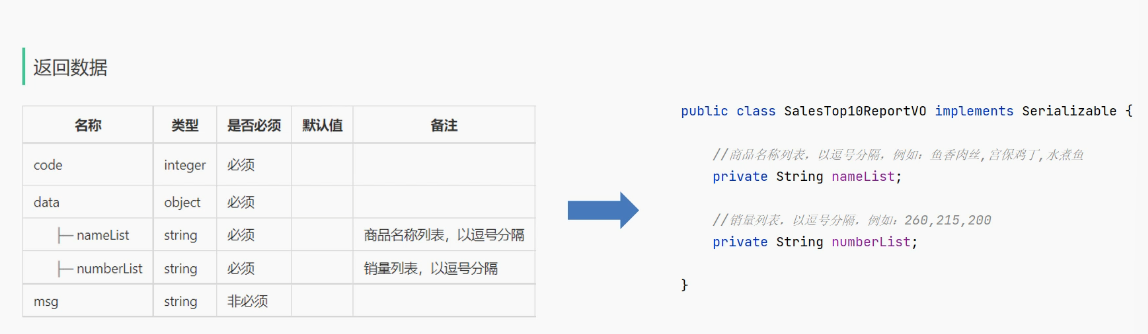 返回数据
名称 类型 是否必须 默认值 备注
code integer 必须
data object 必须
├─ nameList string 必须 商品名称列表，以逗号分隔
├─ numberList string 必须 销量列表，以逗号分隔
msg string 非必须
public class SalesTop10ReportVO implements Serializable {
//商品名称列表，以逗号分隔，例如：鱼香肉丝,宫保鸡丁,水煮鱼
private String nameList;
//销量列表，以逗号分隔，例如：260,215,200
private String numberList;
}